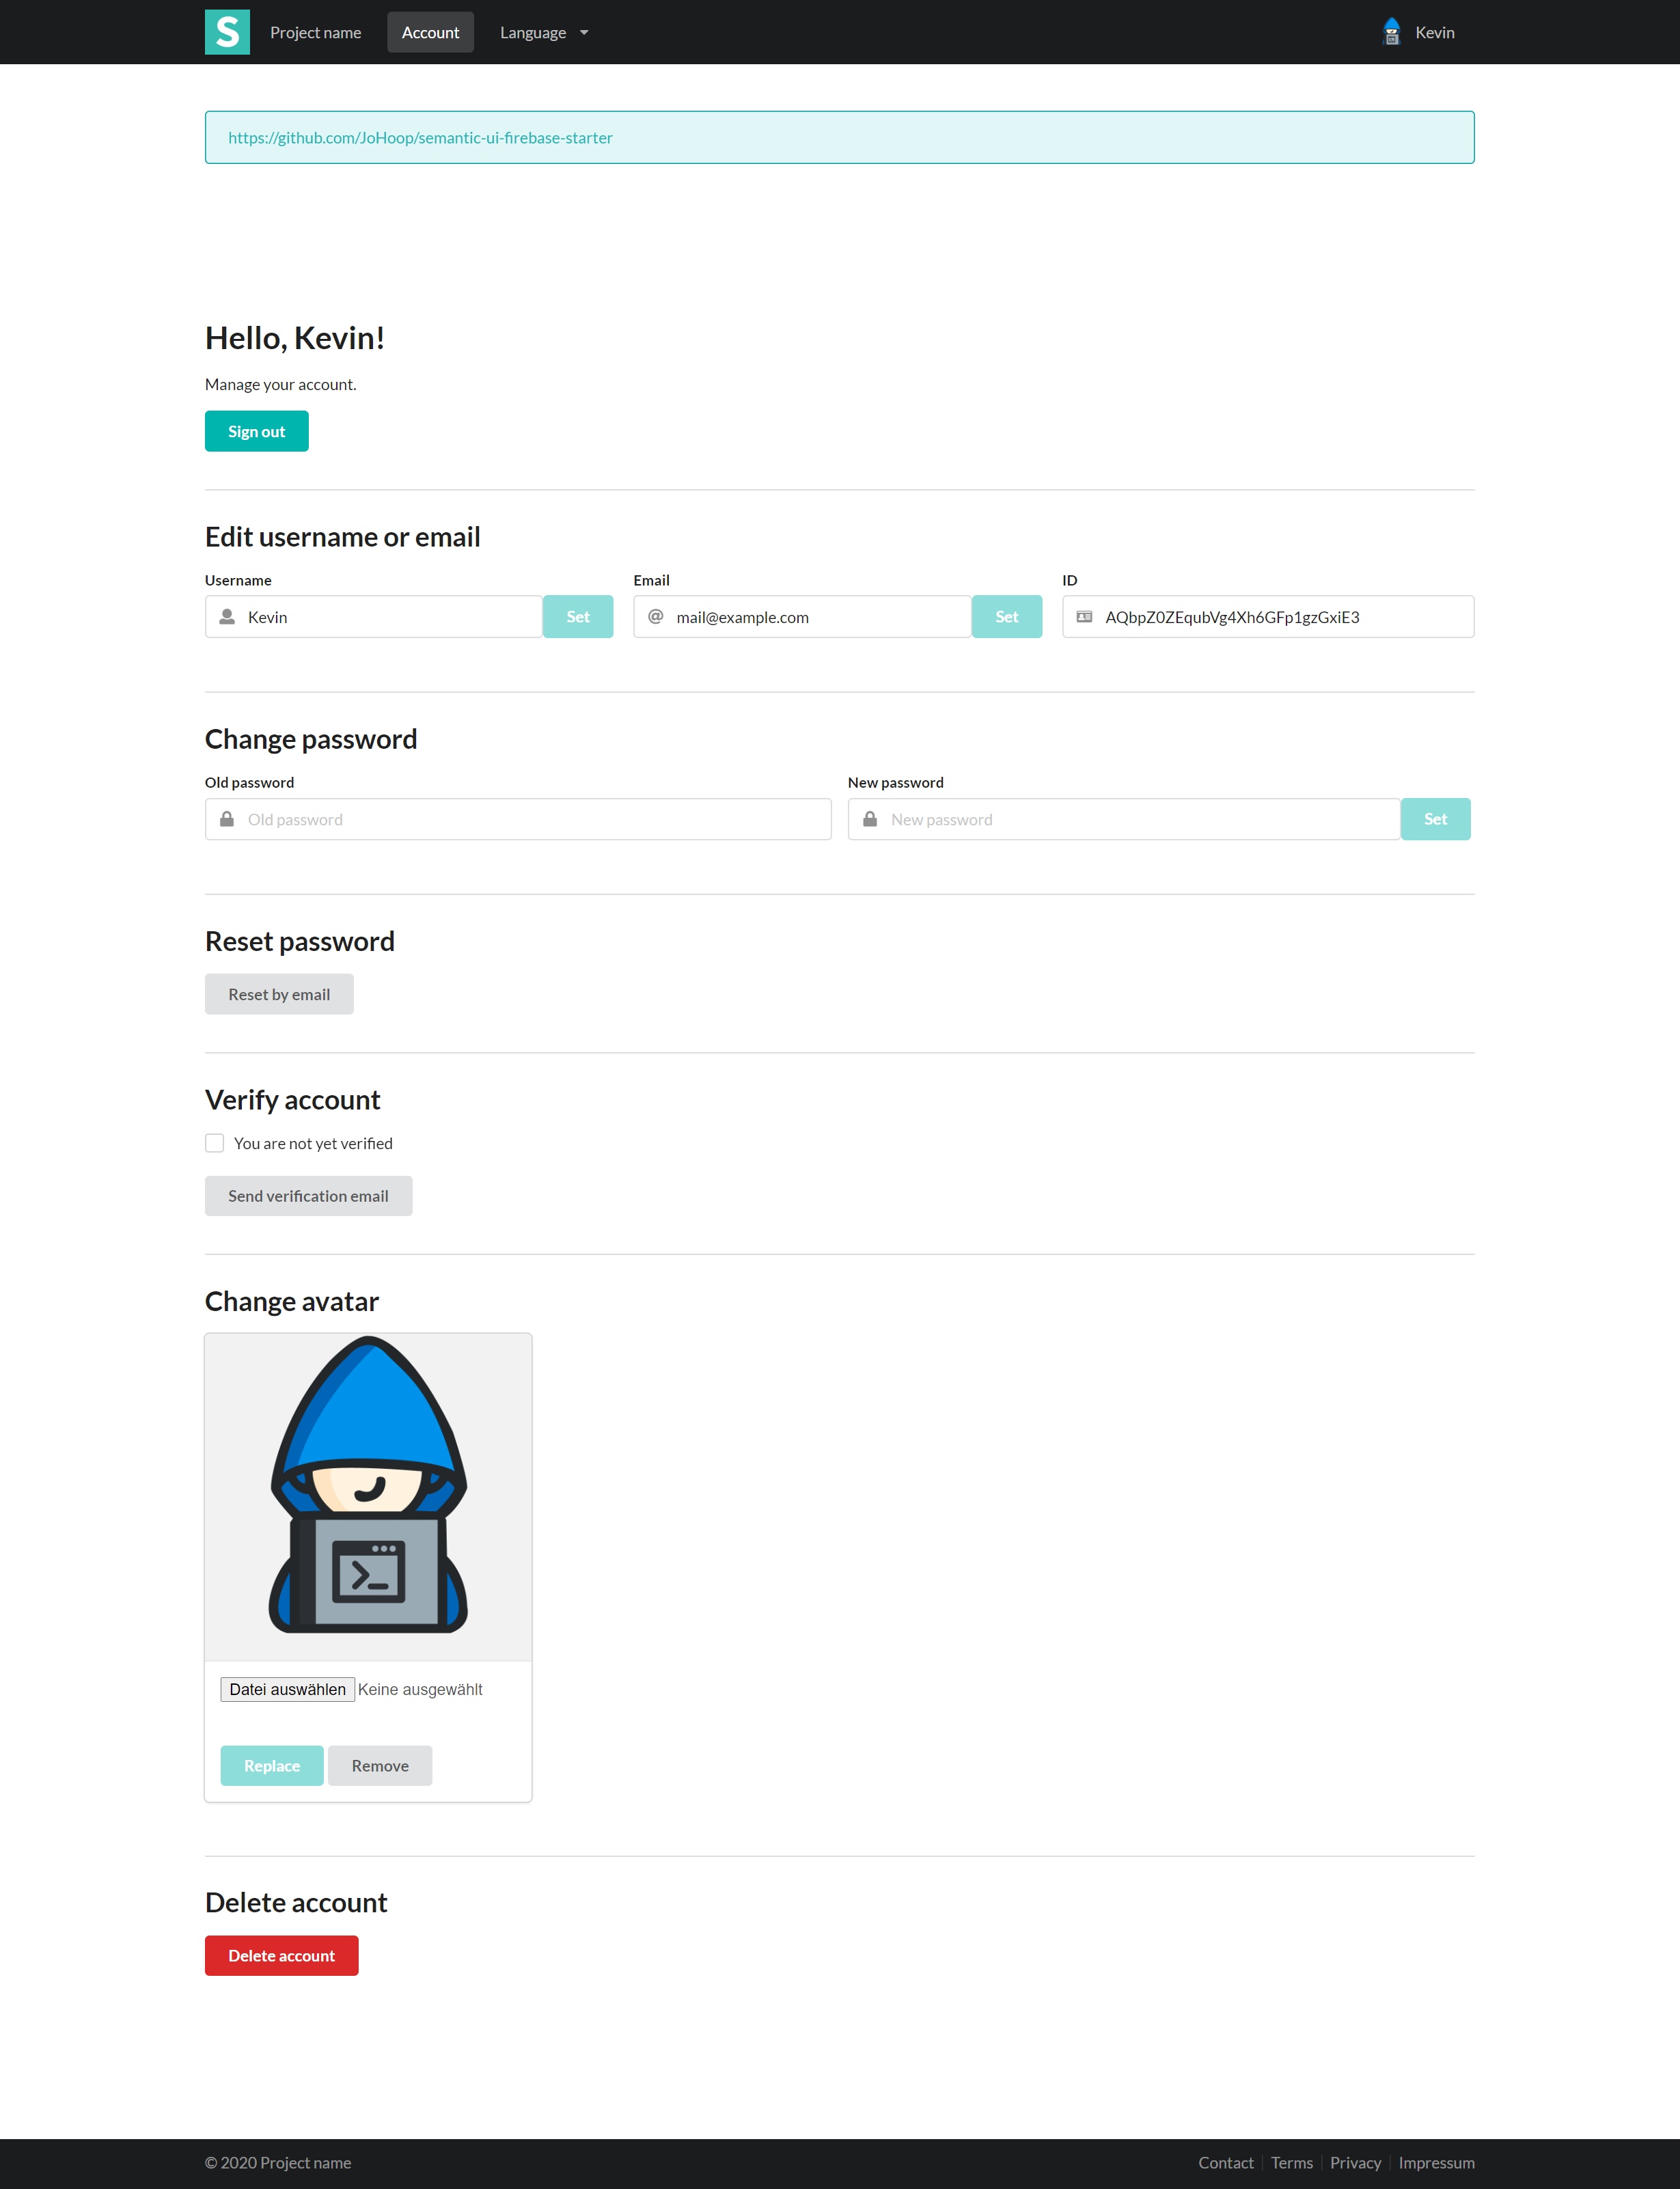 S Project name Account Language Kevin
https://github.com/JoHoop/semantic-ui-firebase-starter
Hello, Kevin!
Manage your account.
Sign out
Edit username or email
Username Email ID
Kevin Set @ mail@example.com Set AQbpZ0ZEqubVg4Xh6GFp1gzGxiE3
Change password
Old password New password
Old password New password Set
Reset password
Reset by email
Verify account
You are not yet verified
Send verification email
Change avatar
Datei auswählen Keine ausgewählt
Replace Remove
Delete account
Delete account
© 2020 Project name Contact Terms Privacy Impressum